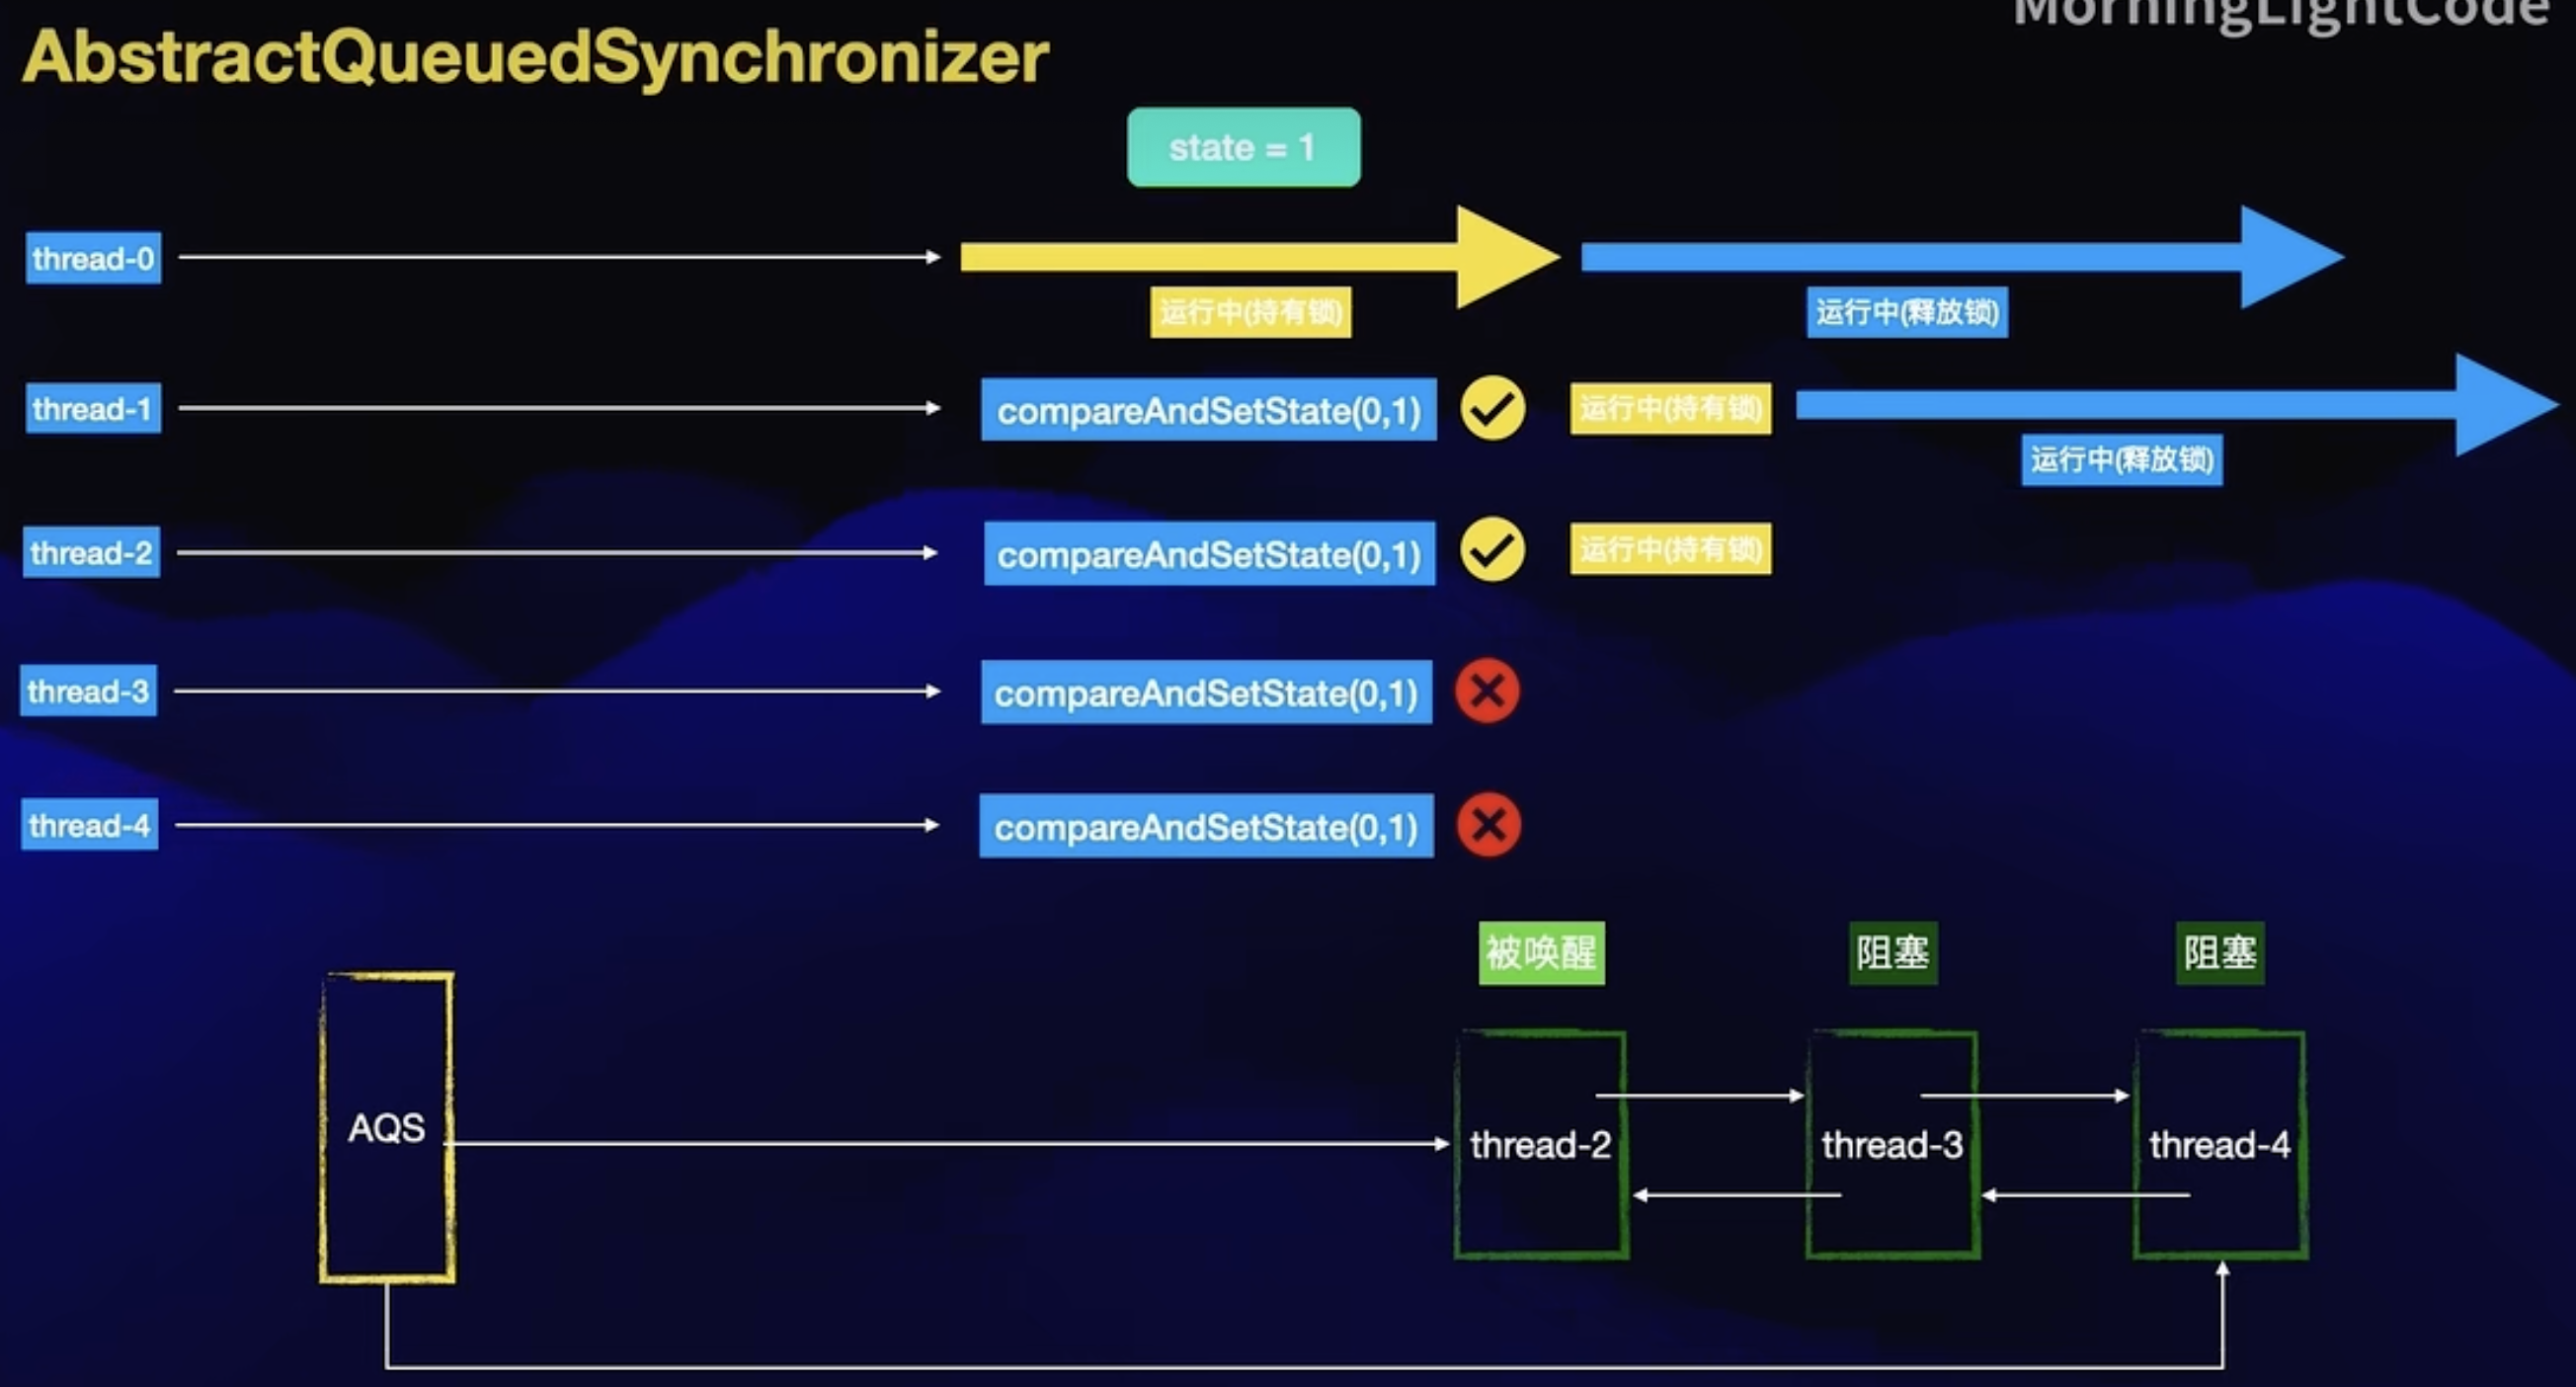 MorningLightCode
AbstractQueuedSynchronizer
state = 1
thread-0
运行中(持有锁)
运行中(释放锁)
thread-1
compareAndSetState(0,1)
运行中(持有锁)
运行中(释放锁)
thread-2
compareAndSetState(0,1)
运行中(持有锁)
thread-3
compareAndSetState(0,1)
thread-4
compareAndSetState(0,1)
被唤醒
阻塞
阻塞
AQS
thread-2
thread-3
thread-4